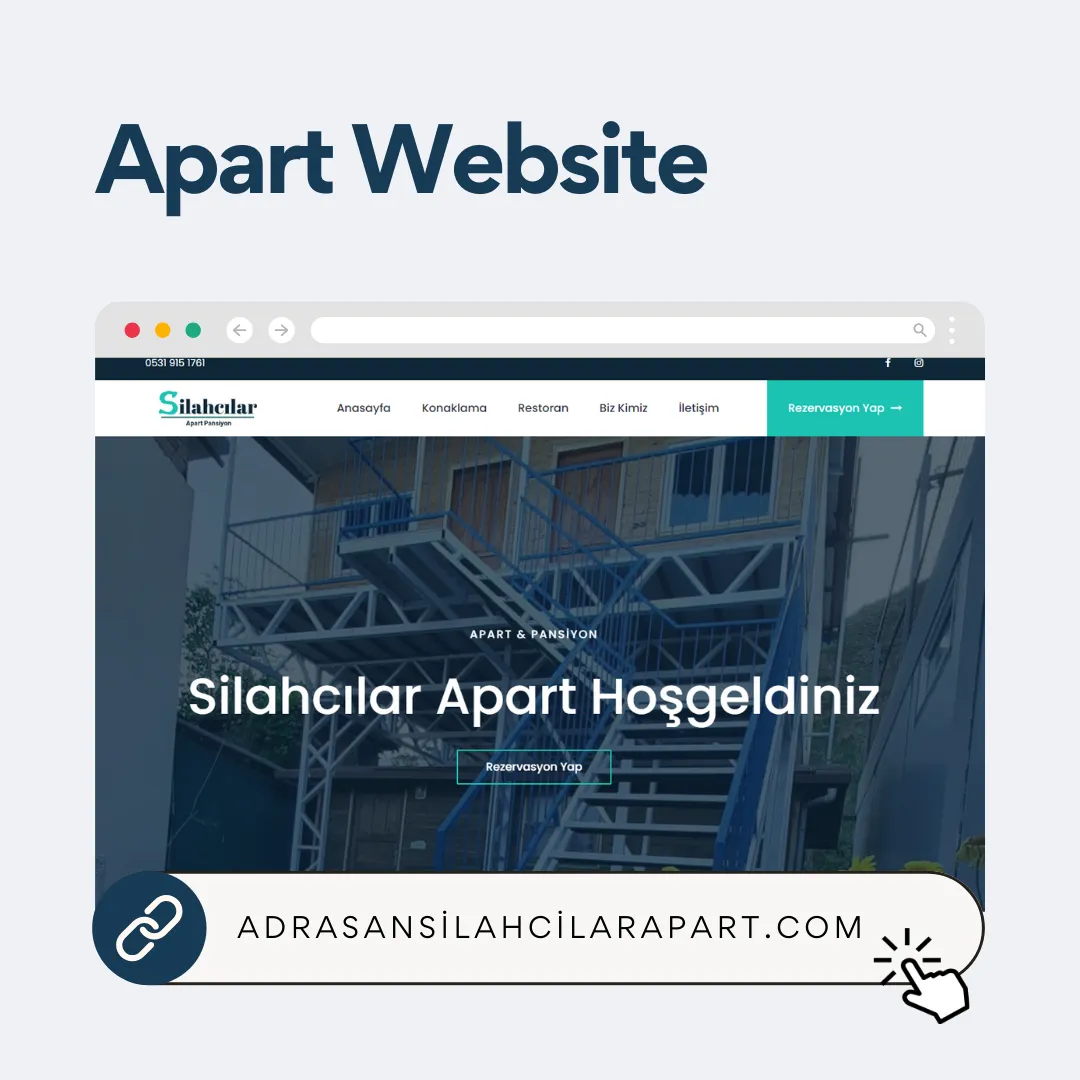 Apart Website
0531 915 1761
Silahcılar
Apart Pansiyon
Anasayfa Konaklama Restoran Biz Kimiz İletişim Rezervasyon Yap →
APART & PANSİYON
Silahcılar Apart Hoşgeldiniz
Rezervasyon Yap
ADRASANSİLAHCİLARAPART.COM